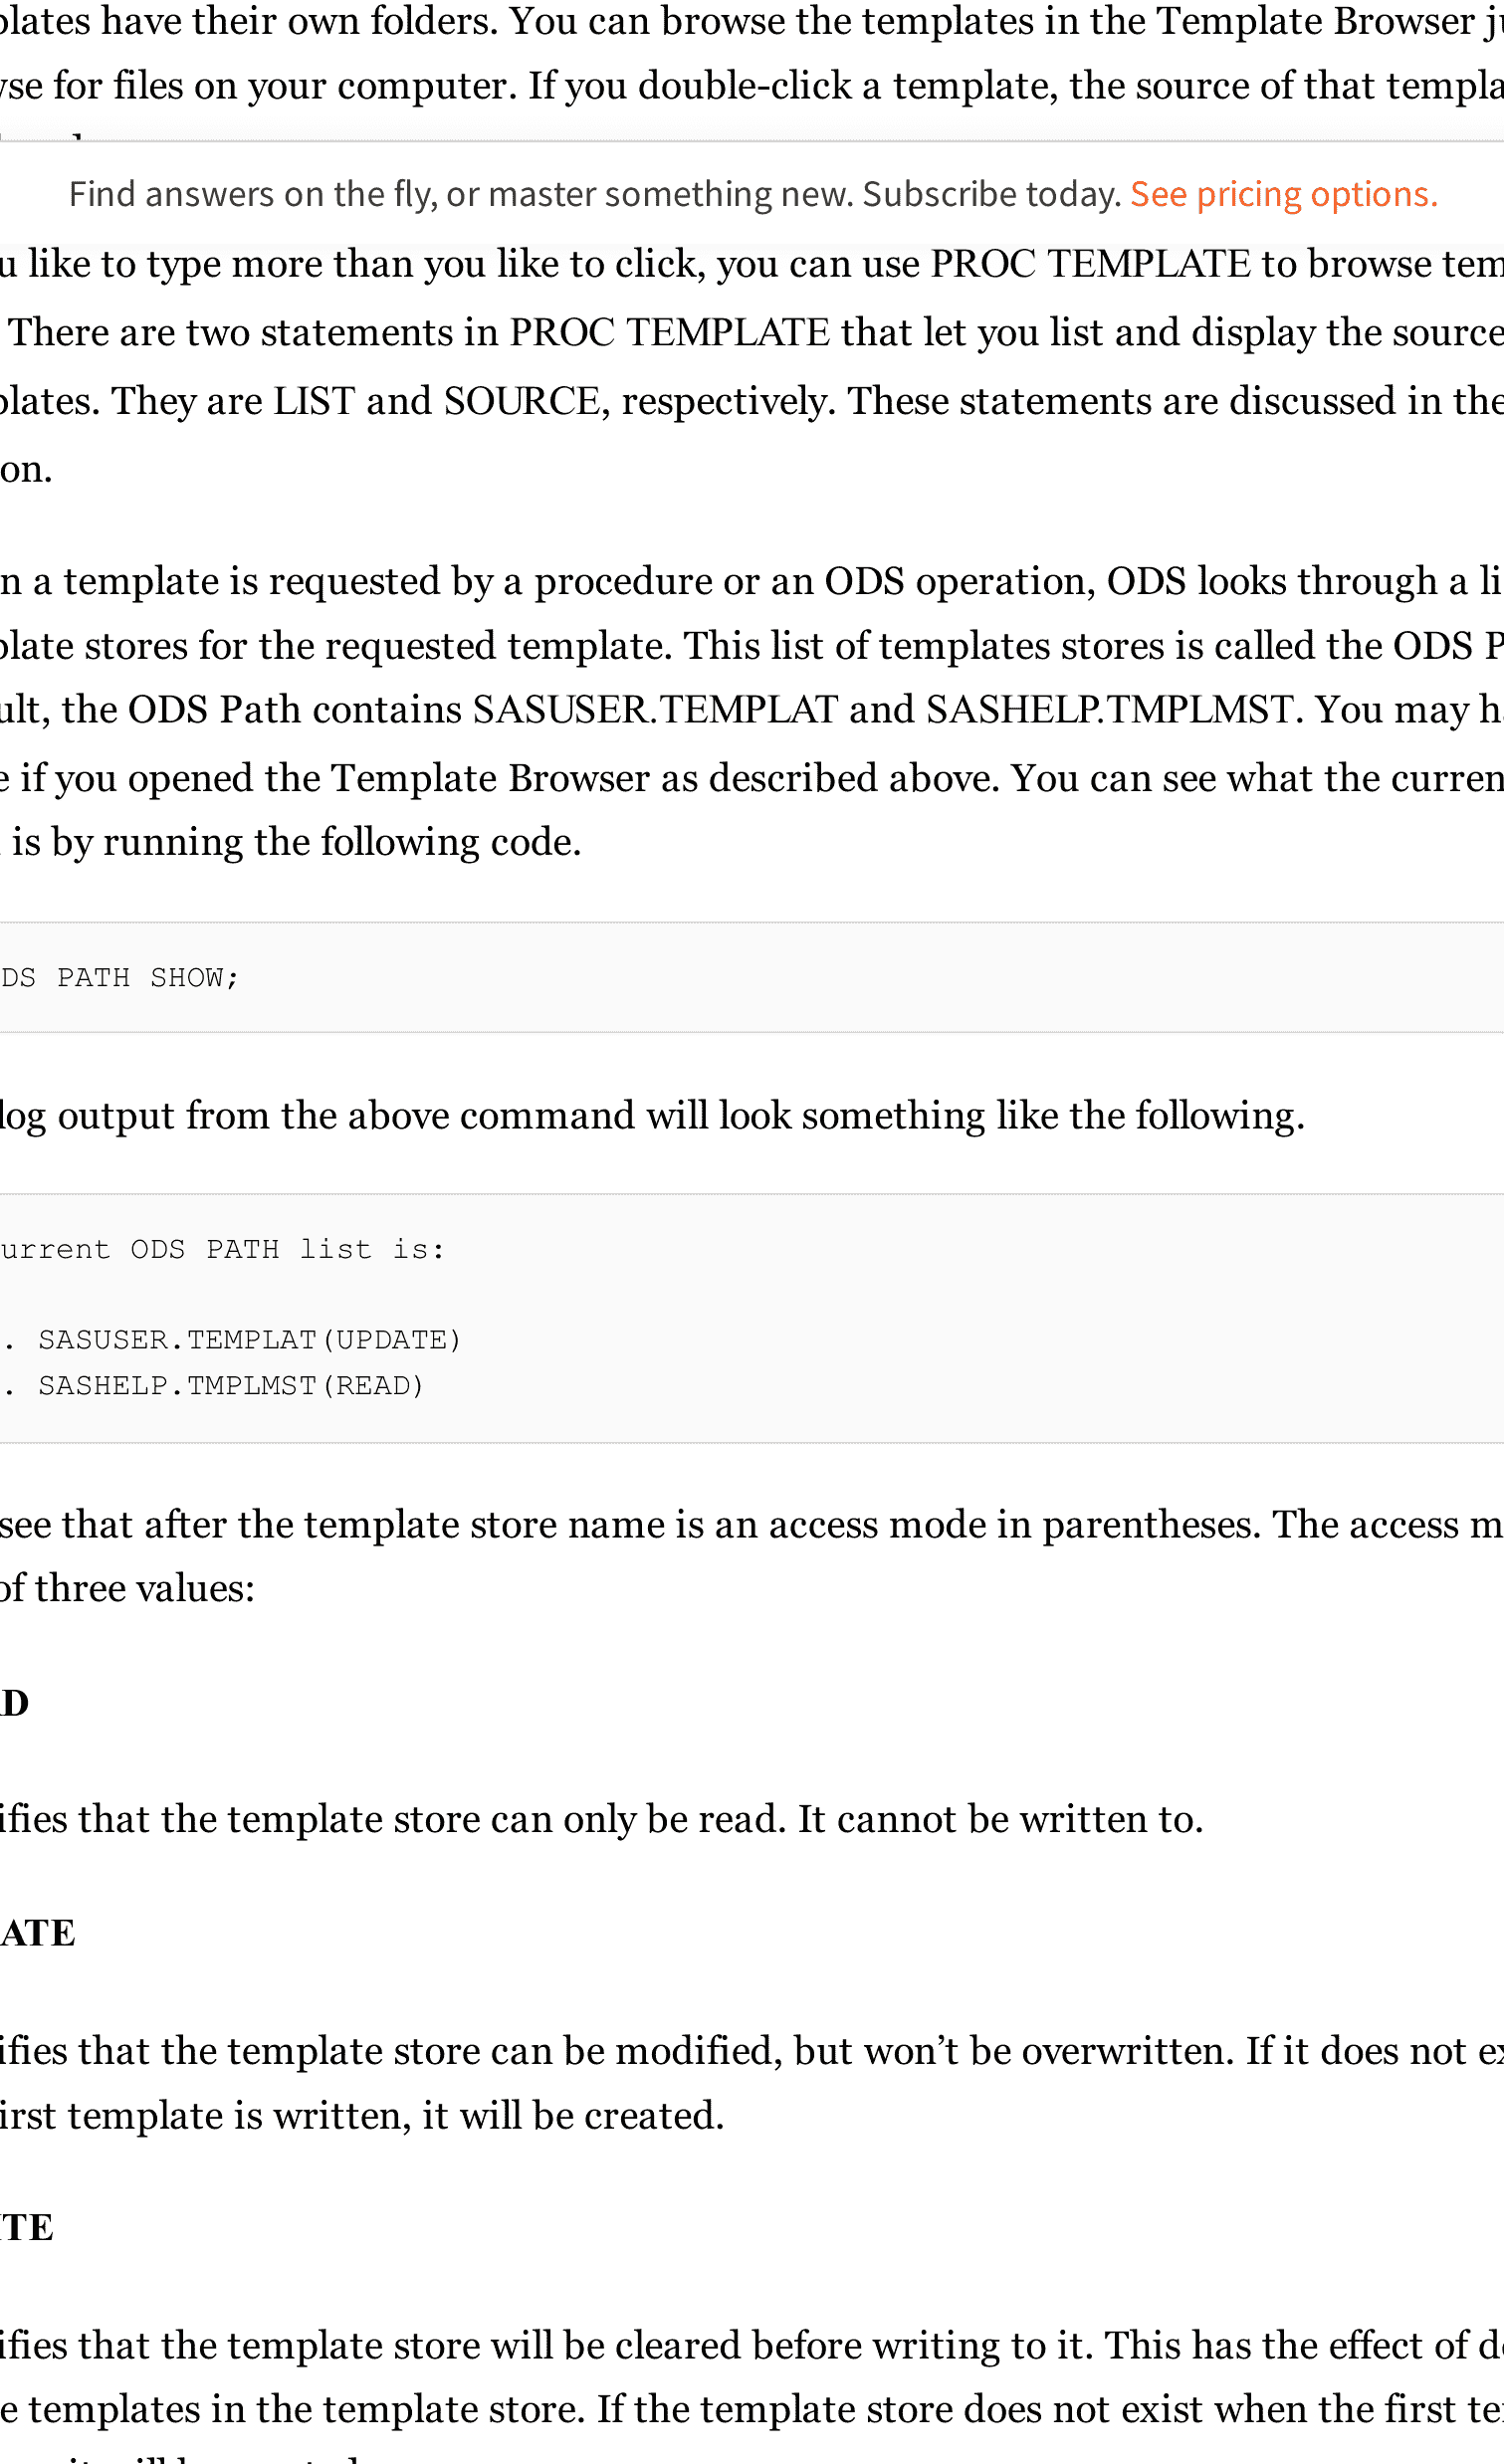 plates have their own folders. You can browse the templates in the Template Browser ju
wse for files on your computer. If you double-click a template, the source of that templa
Find answers on the fly, or master something new. Subscribe today. See pricing options.
u like to type more than you like to click, you can use PROC TEMPLATE to browse tem
There are two statements in PROC TEMPLATE that let you list and display the source
plates. They are LIST and SOURCE, respectively. These statements are discussed in the
on.
n a template is requested by a procedure or an ODS operation, ODS looks through a li
plate stores for the requested template. This list of templates stores is called the ODS P
ult, the ODS Path contains SASUSER.TEMPLAT and SASHELP.TMPLMST. You may ha
e if you opened the Template Browser as described above. You can see what the curren
is by running the following code.
DS PATH SHOW;
log output from the above command will look something like the following.
urrent ODS PATH list is:
. SASUSER.TEMPLAT(UPDATE)
. SASHELP.TMPLMST(READ)
see that after the template store name is an access mode in parentheses. The access m
of three values:
AD
ifies that the template store can only be read. It cannot be written to.
ATE
ifies that the template store can be modified, but won’t be overwritten. If it does not ex
irst template is written, it will be created.
ITE
ifies that the template store will be cleared before writing to it. This has the effect of de
e templates in the template store. If the template store does not exist when the first ter